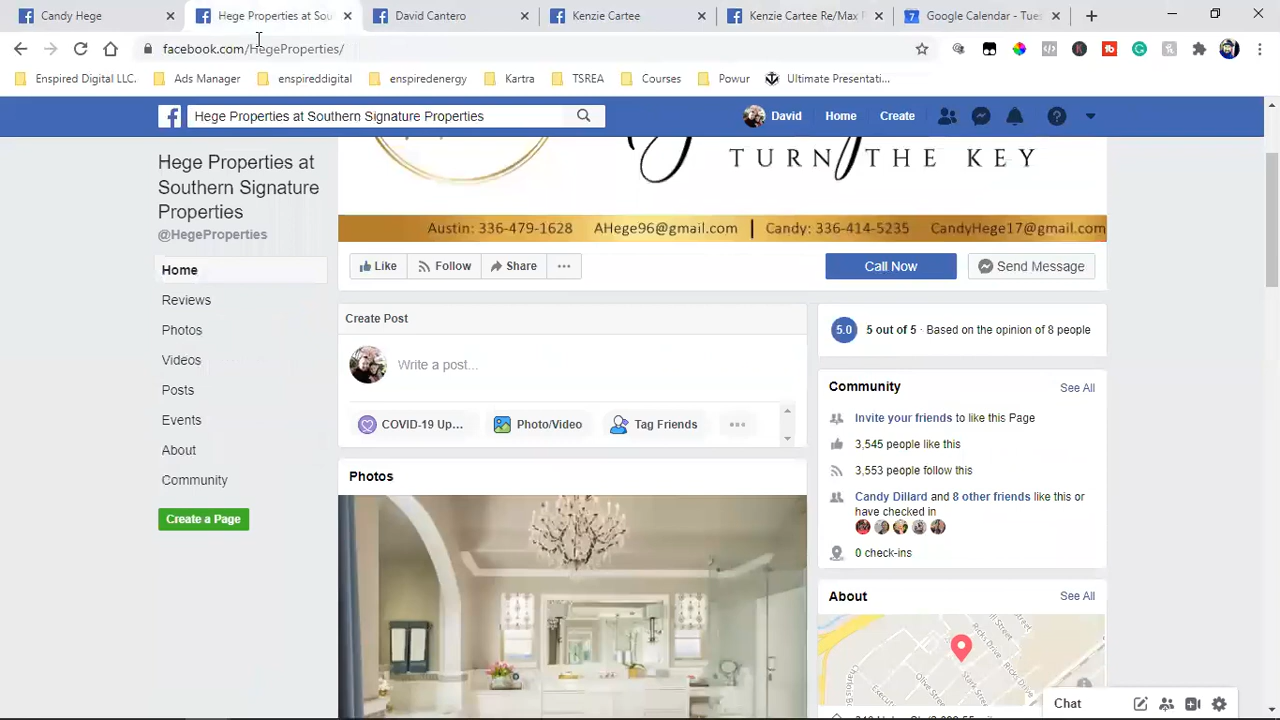 Candy Hege
Hege Properties at Sou
David Cantero
Kenzie Cartee
Kenzie Cartee Re/Max P
7 Google Calendar - Tues
facebook.com/HegeProperties/
Enspired Digital LLC.
Ads Manager
enspireddigital
enspiredenergy
Kartra
TSREA
Courses
Powur
Ultimate Presentati...
Hege Properties at Southern Signature Properties
David
Home
Create
TURN THE KEY
Austin: 336-479-1628 AHege96@gmail.com | Candy: 336-414-5235 CandyHege17@gmail.com
Hege Properties at
Southern Signature
Properties
@HegeProperties
Home
Reviews
Photos
Videos
Posts
Events
About
Community
Create a Page
Like
Follow
Share
...
Call Now
Send Message
Create Post
Write a post...
COVID-19 Up...
Photo/Video
Tag Friends
...
Photos
5.0 5 out of 5 · Based on the opinion of 8 people
Community
See All
Invite your friends to like this Page
3,545 people like this
3,553 people follow this
Candy Dillard and 8 other friends like this or
have checked in
0 check-ins
About
See All
Ricks Drive
Stark Street
Chat